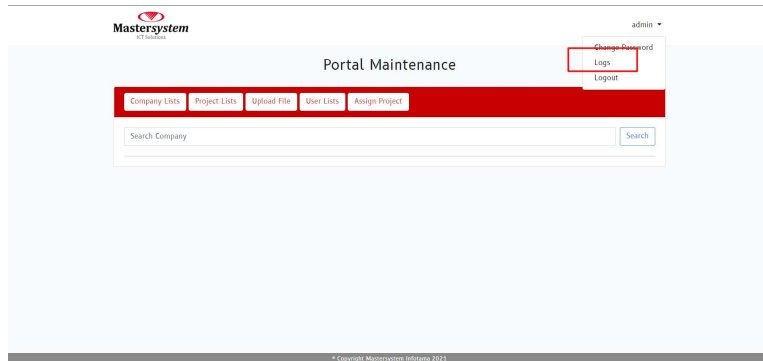 Mastersystem
ICT Solutions
admin
Change Password
Logs
Logout
Portal Maintenance
Company Lists
Project Lists
Upload File
User Lists
Assign Project
Search Company
Search
© Copyright Mastersystem Infotama 2021